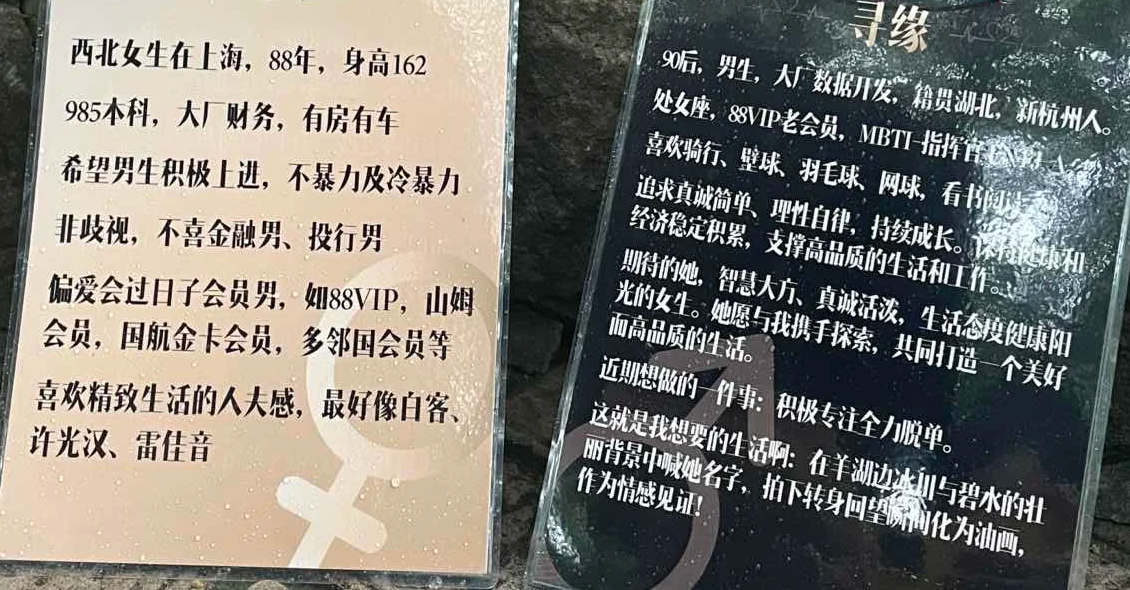 西北女生在上海，88年，身高162
985本科，大厂财务，有房有车
希望男生积极上进，不暴力及冷暴力
非歧视，不喜金融男、投行男
偏爱会过日子会员男，如88VIP，山姆
会员，国航金卡会员，多邻国会员等
喜欢精致生活的人夫感，最好像白客、
许光汉、雷佳音
寻缘
90后，男生，大厂数据开发，籍贯湖北，新杭州人。
处女座，88VIP老会员，MBTI-指挥官
喜欢骑行、壁球、羽毛球、网球，看书
追求真诚简单、理性自律，持续成长。保持健康和
经济稳定积累，支撑高品质的生活和工作。
期待的她，智慧大方、真诚活泼，生活态度健康阳
光的女生。她愿与我携手探索，共同打造一个美好
而高品质的生活。
近期想做的一件事：积极专注全力脱单。
这就是我想要的生活啊：在羊湖边冰川与碧水的壮
丽背景中喊她名字，拍下转身回望瞬间化为油画，
作为情感见证！